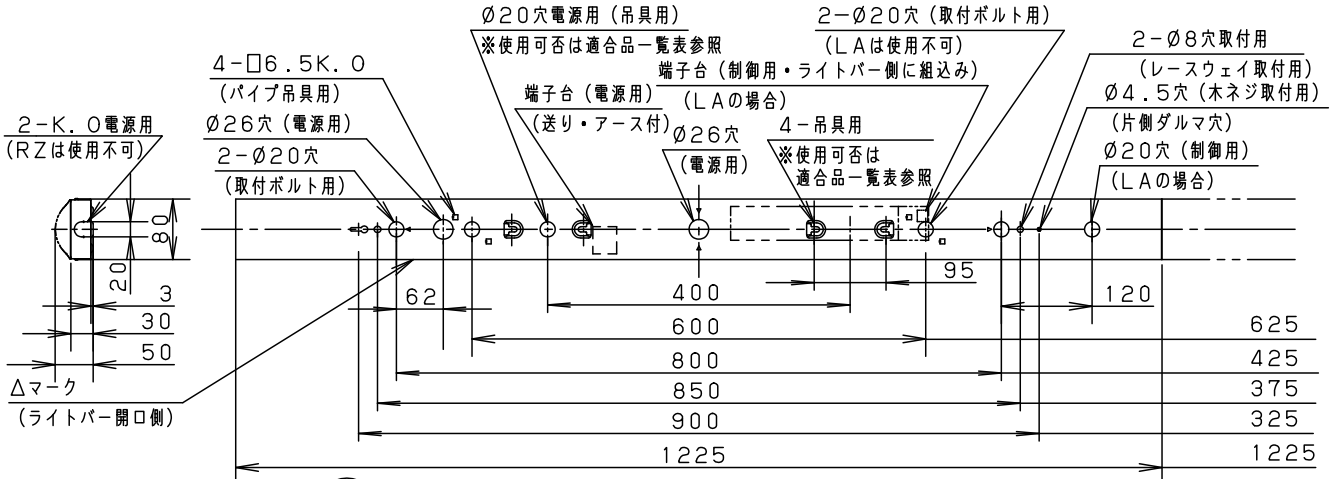 Ø20穴電源用（吊具用）
※使用可否は適合品一覧表参照
2-Ø20穴（取付ボルト用）
（LAは使用不可）
2-Ø8穴取付用
（レースウェイ取付用）
4-□6.5K.O
（パイプ吊具用）
端子台（制御用・ライトバー側に組込み）
（LAの場合）
端子台（電源用）
（送り・アース付）
Ø4.5穴（木ネジ取付用）
（片側ダルマ穴）
2-K.O電源用
（RZは使用不可）
Ø26穴（電源用）
Ø26穴
（電源用）
4-吊具用
※使用可否は
適合品一覧表参照
2-Ø20穴
（取付ボルト用）
Ø20穴（制御用）
（LAの場合）
80
20
3
30
50
62
400
95
120
600
625
800
425
850
375
900
325
1225
1225
△マーク
（ライトバー開口側）